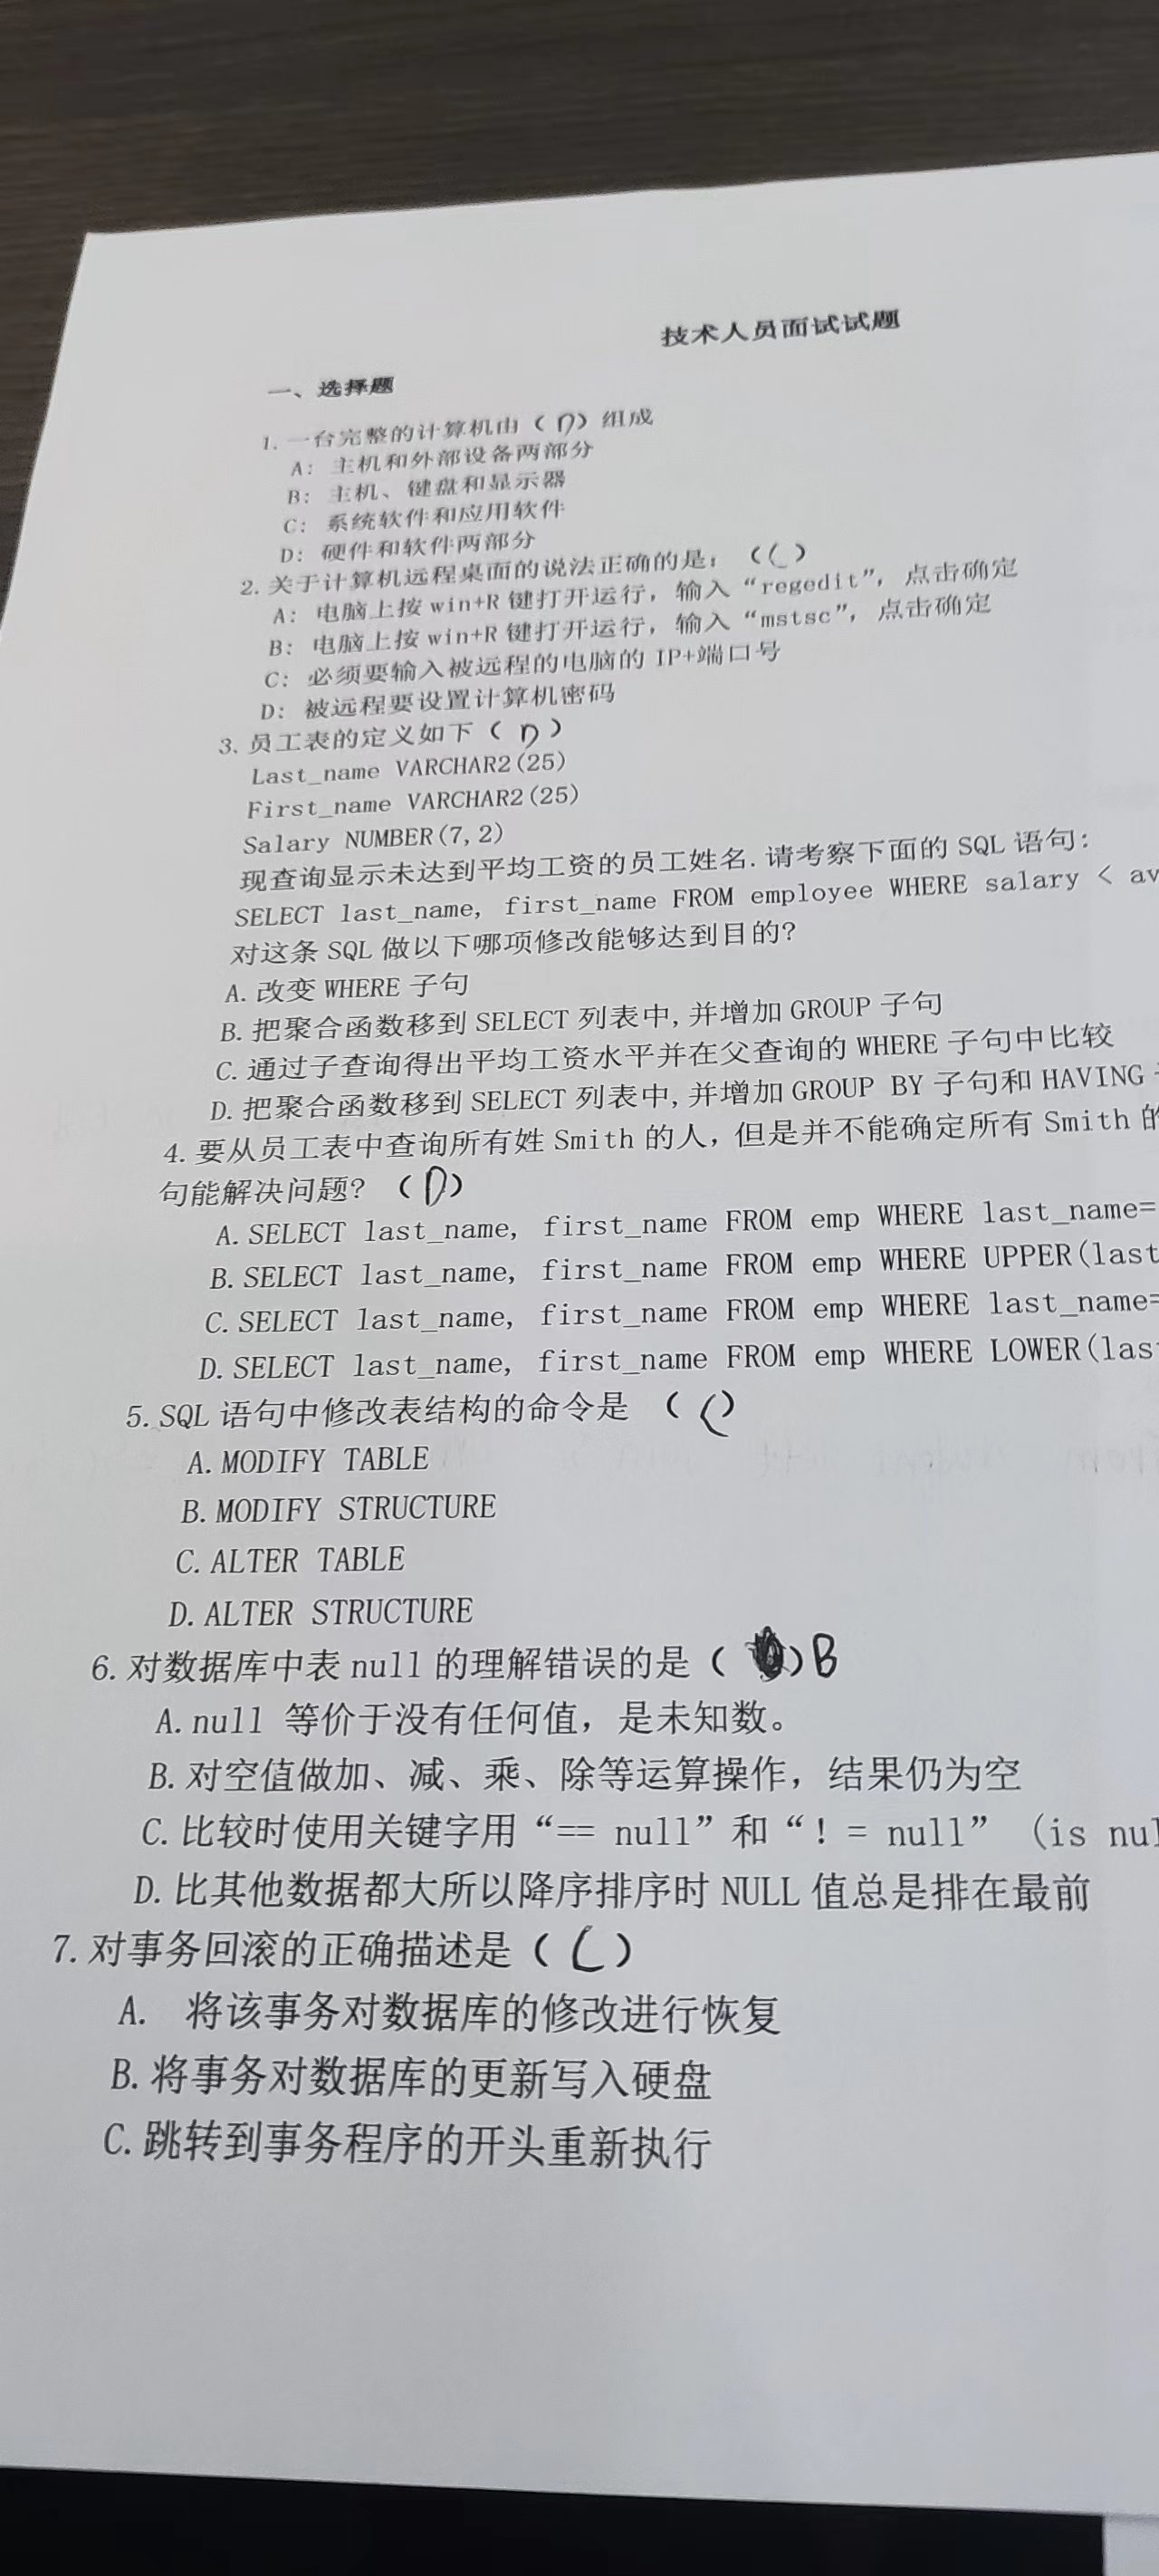 技术人员面试试题
一、选择题
1. 一台完整的计算机由（D）组成
A: 主机和外部设备两部分
B: 主机、键盘和显示器
C: 系统软件和应用软件
D: 硬件和软件两部分
2. 关于计算机远程桌面的说法正确的是：（C）
A: 电脑上按 win+R 键打开运行，输入“regedit”，点击确定
B: 电脑上按 win+R 键打开运行，输入“mstsc”，点击确定
C: 必须要输入被远程的电脑的 IP+端口号
D: 被远程要设置计算机密码
3. 员工表的定义如下（D）
Last_name VARCHAR2(25)
First_name VARCHAR2(25)
Salary NUMBER(7,2)
现查询显示未达到平均工资的员工姓名.请考察下面的 SQL 语句:
SELECT last_name, first_name FROM employee WHERE salary < av
对这条 SQL 做以下哪项修改能够达到目的?
A. 改变 WHERE 子句
B. 把聚合函数移到 SELECT 列表中,并增加 GROUP 子句
C. 通过子查询得出平均工资水平并在父查询的 WHERE 子句中比较
D. 把聚合函数移到 SELECT 列表中,并增加 GROUP BY 子句和 HAVING
4. 要从员工表中查询所有姓 Smith 的人，但是并不能确定所有 Smith 的
句能解决问题?（D）
A. SELECT last_name, first_name FROM emp WHERE last_name=
B. SELECT last_name, first_name FROM emp WHERE UPPER(last
C. SELECT last_name, first_name FROM emp WHERE last_name=
D. SELECT last_name, first_name FROM emp WHERE LOWER(las
5. SQL 语句中修改表结构的命令是（C）
A. MODIFY TABLE
B. MODIFY STRUCTURE
C. ALTER TABLE
D. ALTER STRUCTURE
6. 对数据库中表 null 的理解错误的是（ ）B
A. null 等价于没有任何值，是未知数。
B. 对空值做加、减、乘、除等运算操作，结果仍为空
C. 比较时使用关键字用“== null”和“! = null”（is nul
D. 比其他数据都大所以降序排序时 NULL 值总是排在最前
7. 对事务回滚的正确描述是（C）
A. 将该事务对数据库的修改进行恢复
B. 将事务对数据库的更新写入硬盘
C. 跳转到事务程序的开头重新执行